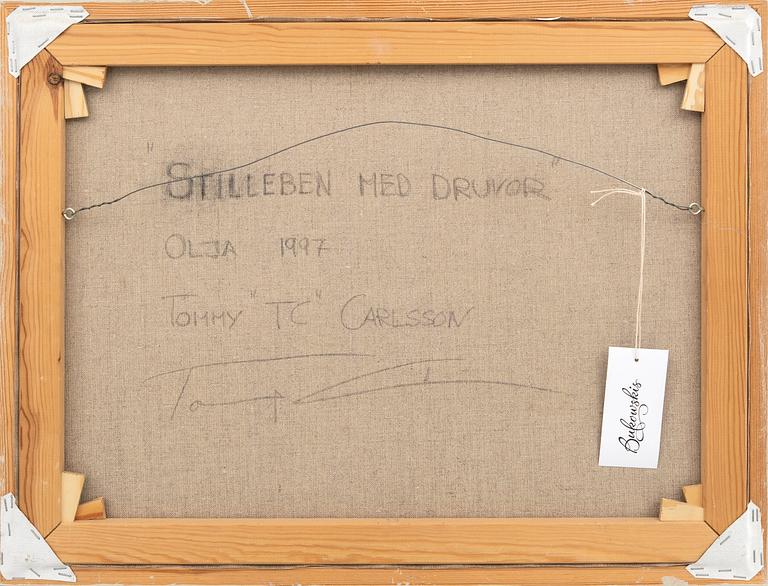 "STILLEBEN MED DRUVOR"
OLJA 1997
TOMMY "TC" CARLSSON
Bukowskis